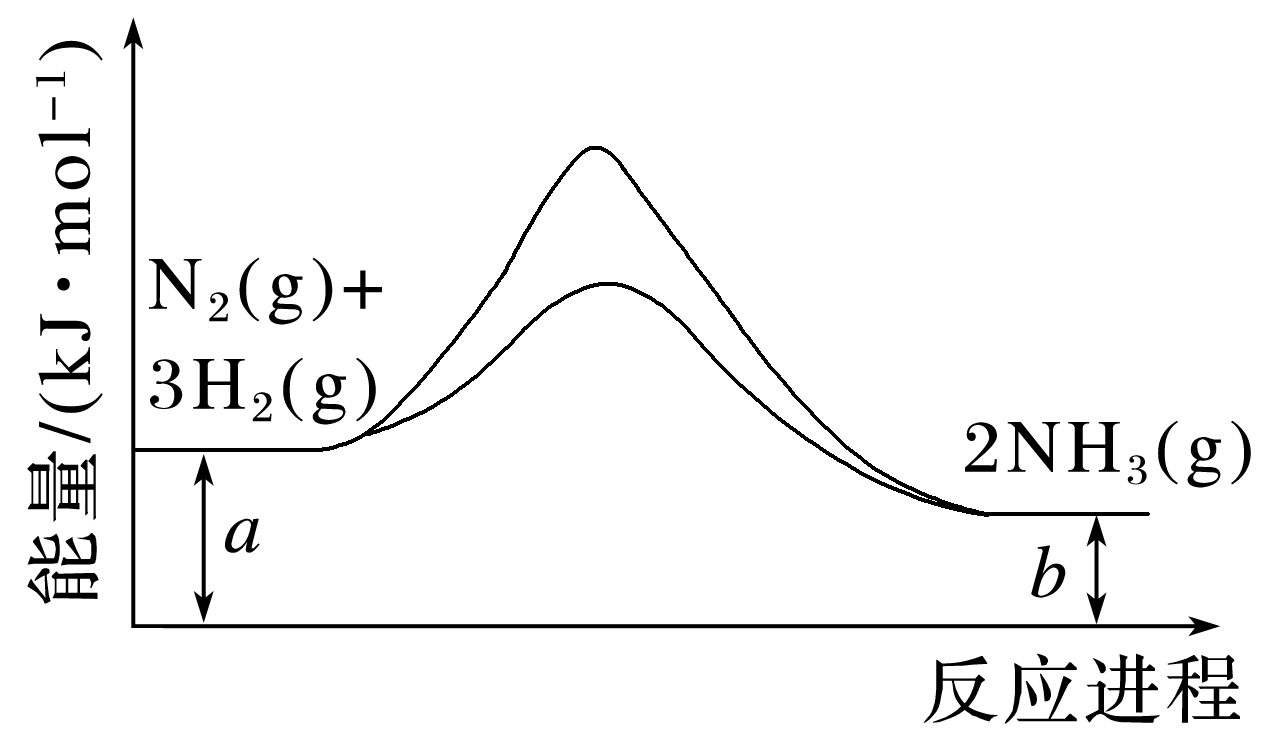 能量/(kJ·mol⁻¹)
N₂(g)+
3H₂(g)
a
2NH₃(g)
b
反应进程